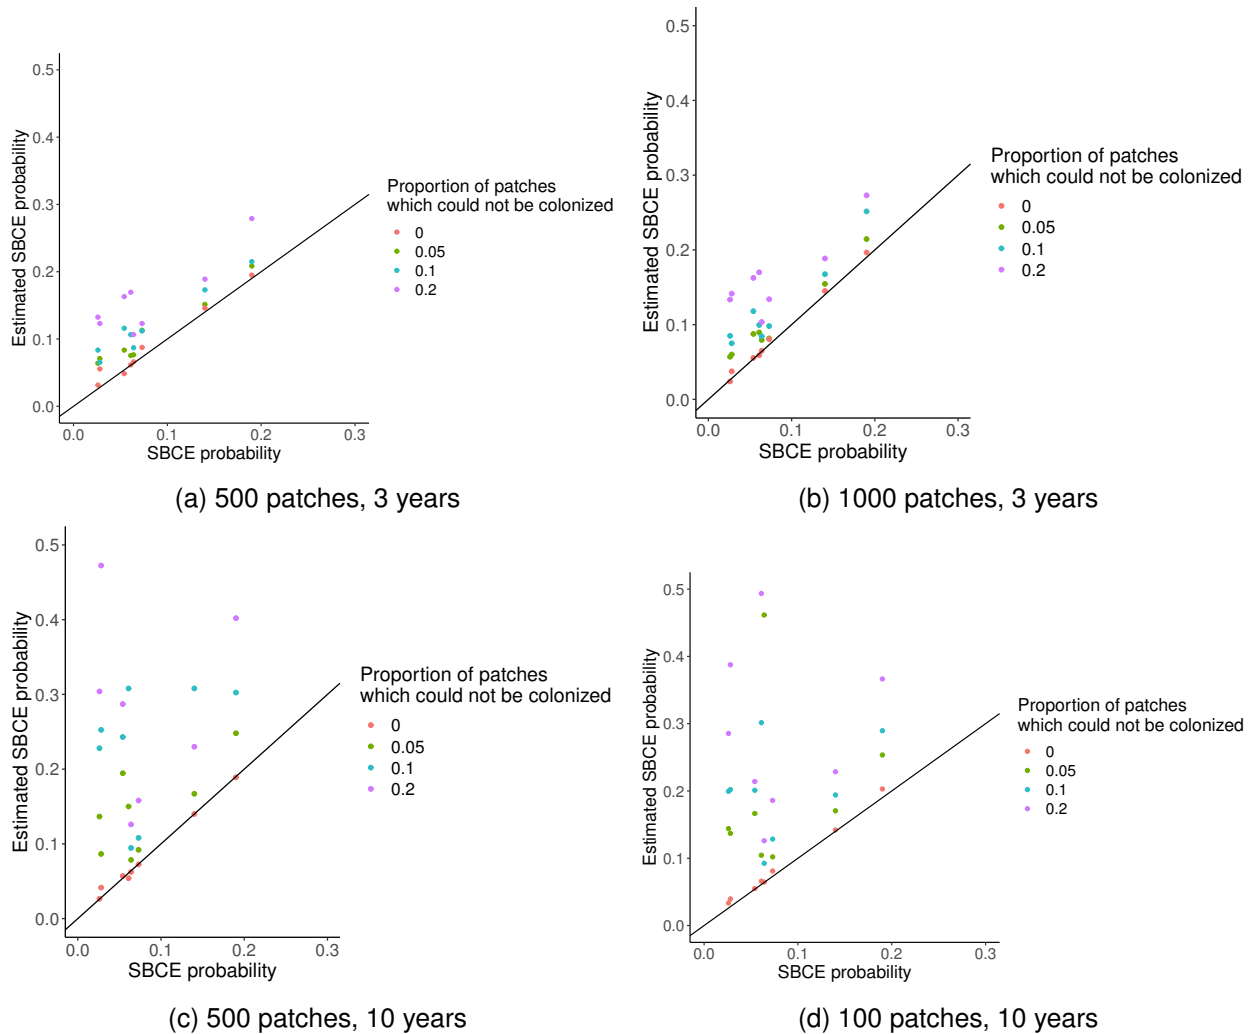 0.5
0.4
0.3
0.2
0.1
0.0
Estimated SBCE probability
0.0 0.1 0.2 0.3
SBCE probability
Proportion of patches
which could not be colonized
0
0.05
0.1
0.2
(a) 500 patches, 3 years
0.5
0.4
0.3
0.2
0.1
0.0
Estimated SBCE probability
0.0 0.1 0.2 0.3
SBCE probability
Proportion of patches
which could not be colonized
0
0.05
0.1
0.2
(b) 1000 patches, 3 years
0.5
0.4
0.3
0.2
0.1
0.0
Estimated SBCE probability
0.0 0.1 0.2 0.3
SBCE probability
Proportion of patches
which could not be colonized
0
0.05
0.1
0.2
(c) 500 patches, 10 years
0.5
0.4
0.3
0.2
0.1
0.0
Estimated SBCE probability
0.0 0.1 0.2 0.3
SBCE probability
Proportion of patches
which could not be colonized
0
0.05
0.1
0.2
(d) 100 patches, 10 years